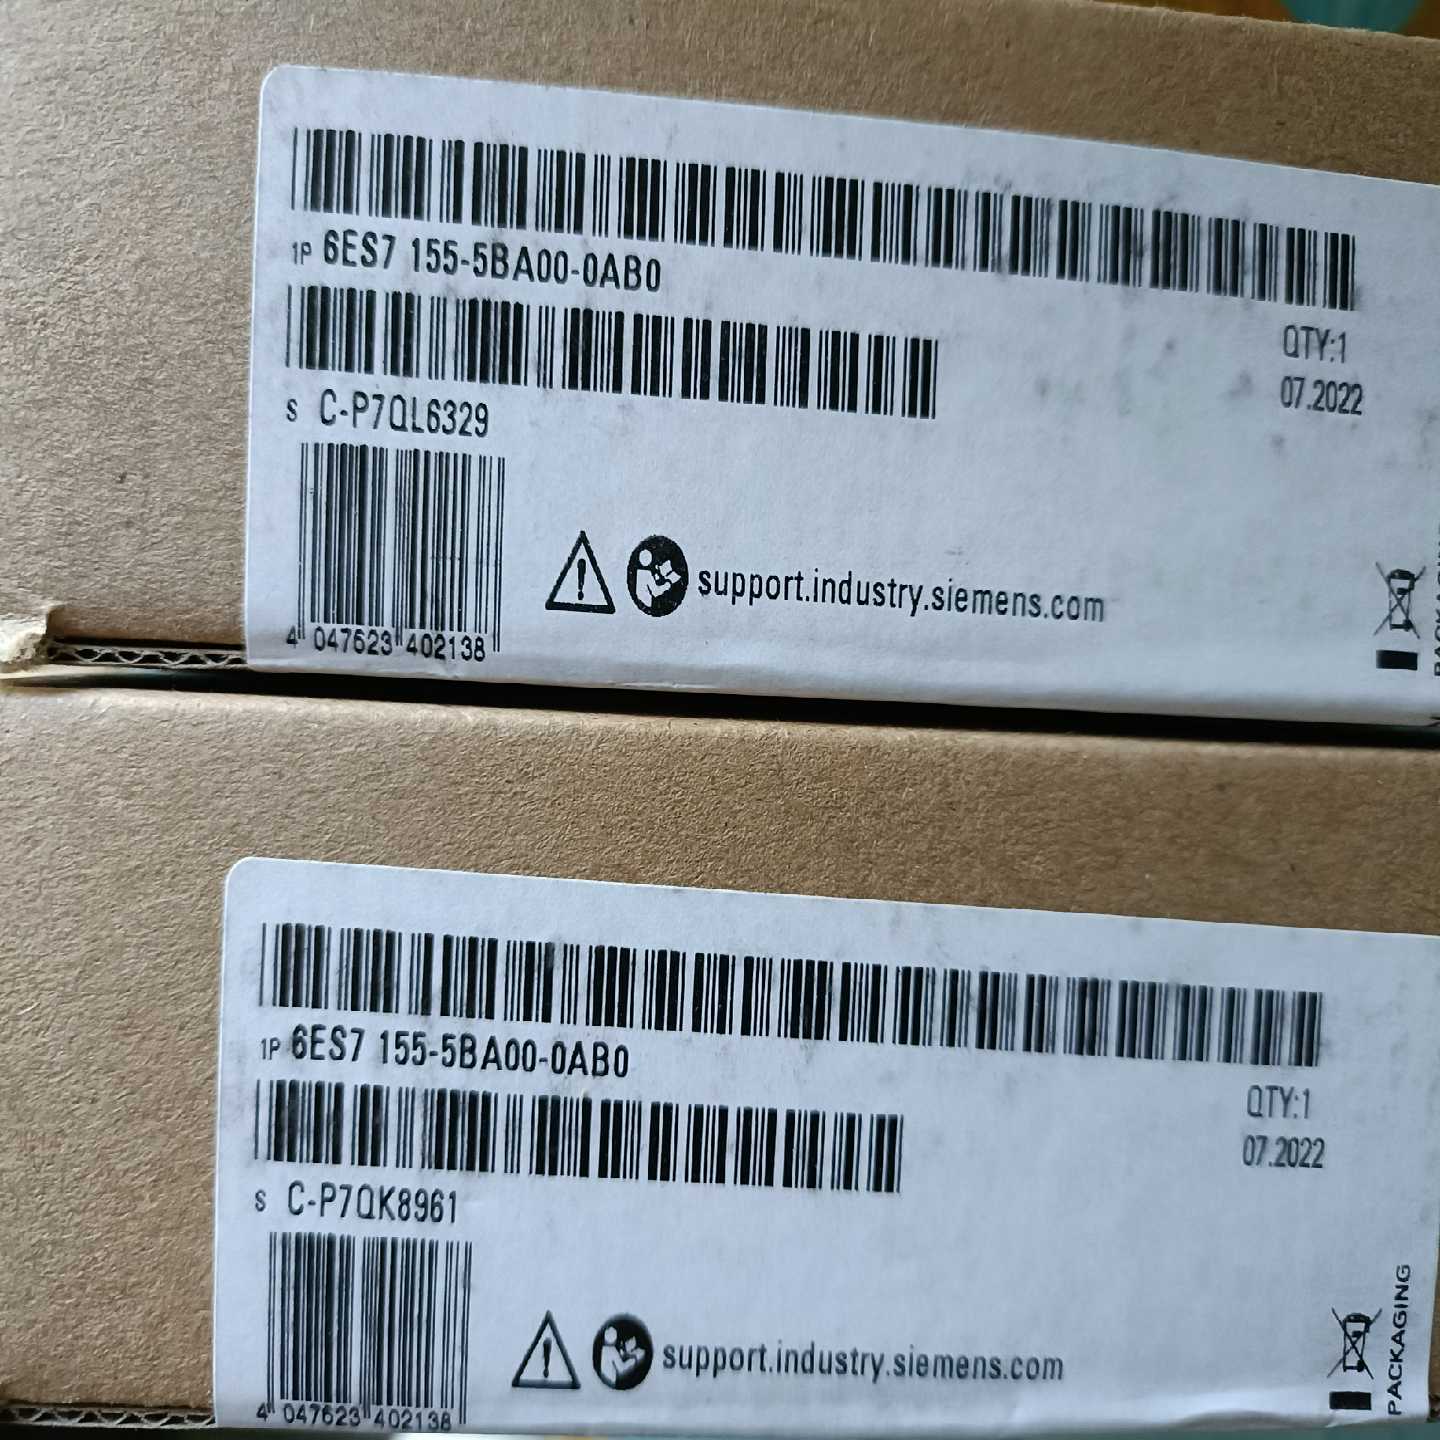 1P 6ES7 155-5BA00-0AB0
QTY:1
07.2022
S C-P7QL6329
4 047623 402138
support.industry.siemens.com
1P 6ES7 155-5BA00-0AB0
QTY:1
07.2022
S C-P7QK8961
4 047623 402138
support.industry.siemens.com
PACKAGING